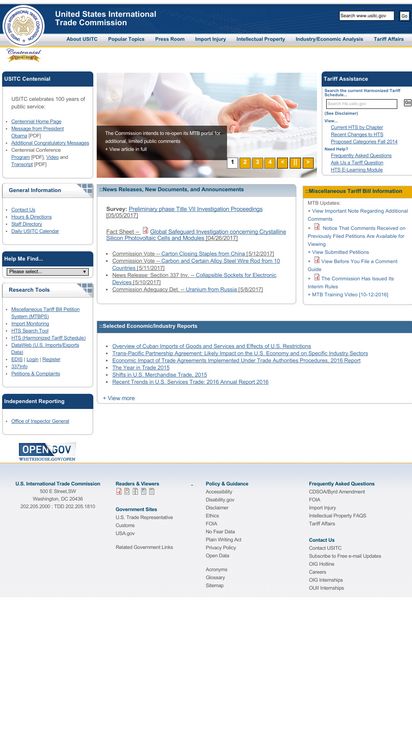 United States International
Trade Commission
Search www.usitc.gov
Go
About USITC
Popular Topics
Press Room
Import Injury
Intellectual Property
Industry/Economic Analysis
Tariff Affairs
Centennial
USITC Centennial
USITC celebrates 100 years of
public service:
Centennial Home Page
Message from President
Obama [PDF]
Additional Congratulatory Messages
Centennial Conference
Program [PDF], Video and
Transcript [PDF]
The Commission intends to re-open its MTB portal for
additional, limited public comments
• View article in full
1
2
3
4
<
||
>
Tariff Assistance
Search the current Harmonized Tariff
Schedule...
Search hts.usitc.gov
Go
(See Disclaimer)
View...
Current HTS by Chapter
Recent Changes to HTS
Proposed Categories Fall 2014
Need Help?
Frequently Asked Questions
Ask Us a Tariff Question
HTS E-Learning Module
General Information
Contact Us
Hours & Directions
Staff Directory
Daily USITC Calendar
Help Me Find...
Please select...
Research Tools
Miscellaneous Tariff Bill Petition
System (MTBPS)
Import Monitoring
HTS Search Tool
HTS (Harmonized Tariff Schedule)
DataWeb (U.S. Imports/Exports
Data)
EDIS | Login | Register
337Info
Petitions & Complaints
Independent Reporting
Office of Inspector General
OPEN GOV
WHITEHOUSE.GOV/OPEN
::News Releases, New Documents, and Announcements
Survey: Preliminary phase Title VII Investigation Proceedings
[05/05/2017]
Fact Sheet – Global Safeguard Investigation concerning Crystalline
Silicon Photovoltaic Cells and Modules [04/26/2017]
Commission Vote -- Carton Closing Staples from China [5/12/2017]
Commission Vote -- Carbon and Certain Alloy Steel Wire Rod from 10
Countries [5/11/2017]
News Release: Section 337 Inv. -- Collapsible Sockets for Electronic
Devices [5/10/2017]
Commission Adequacy Det. -- Uranium from Russia [5/8/2017]
::Miscellaneous Tariff Bill Information
MTB Updates:
• View Important Note Regarding Additional
Comments
• Notice That Comments Received on
Previously Filed Petitions Are Available for
Viewing
• View Submitted Petitions
• View Before You File a Comment
Guide
• The Commission Has Issued its
Interim Rules
• MTB Training Video [10-12-2016]
::Selected Economic/Industry Reports
Overview of Cuban Imports of Goods and Services and Effects of U.S. Restrictions
Trans-Pacific Partnership Agreement: Likely Impact on the U.S. Economy and on Specific Industry Sectors
Economic Impact of Trade Agreements Implemented Under Trade Authorities Procedures, 2016 Report
The Year in Trade 2015
Shifts in U.S. Merchandise Trade, 2015
Recent Trends in U.S. Services Trade: 2016 Annual Report 2016
• View more
U.S. International Trade Commission
500 E Street,SW
Washington, DC 20436
202.205.2000 : TDD 202.205.1810
Readers & Viewers
Government Sites
U.S. Trade Representative
Customs
USA.gov
Related Government Links
Policy & Guidance
Accessibility
Disability.gov
Disclaimer
Ethics
FOIA
No Fear Data
Plain Writing Act
Privacy Policy
Open Data
Acronyms
Glossary
Sitemap
Frequently Asked Questions
CDSOA/Byrd Amendment
FOIA
Import Injury
Intellectual Property FAQS
Tariff Affairs
Contact Us
Contact USITC
Subscribe to Free e-mail Updates
OIG Hotline
Careers
OIG Internships
OUII Internships